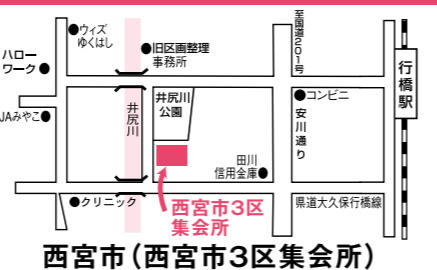 ウィズ
ゆくはし
ハロー
ワーク
旧区画整理
事務所
至国道201号
行橋駅
井尻川
井尻川
公園
コンビニ
安川通り
JAみやこ
田川
信用金庫
クリニック
西宮市3区
集会所
県道大久保行橋線
西宮市(西宮市3区集会所)